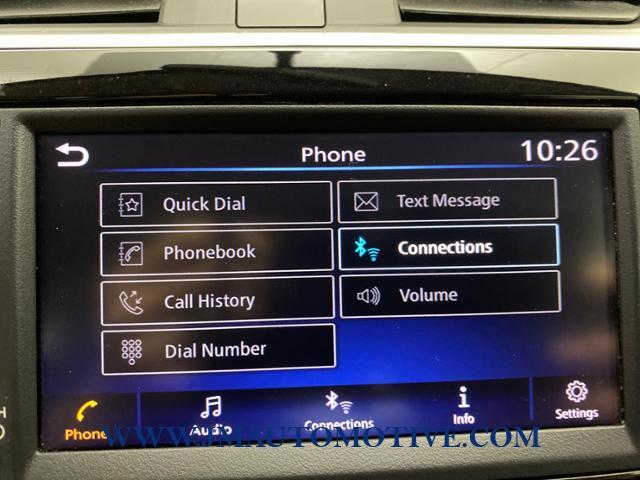 Phone
10:26
Quick Dial
Text Message
Phonebook
Connections
Call History
Volume
Dial Number
Phone
Audio
Connections
Info
Settings
WWW.JMAUTOMOTIVE.COM